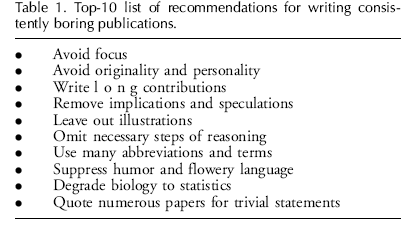 Table 1. Top-10 list of recommendations for writing consis-
tently boring publications.
• Avoid focus
• Avoid originality and personality
• Write l o n g contributions
• Remove implications and speculations
• Leave out illustrations
• Omit necessary steps of reasoning
• Use many abbreviations and terms
• Suppress humor and flowery language
• Degrade biology to statistics
• Quote numerous papers for trivial statements